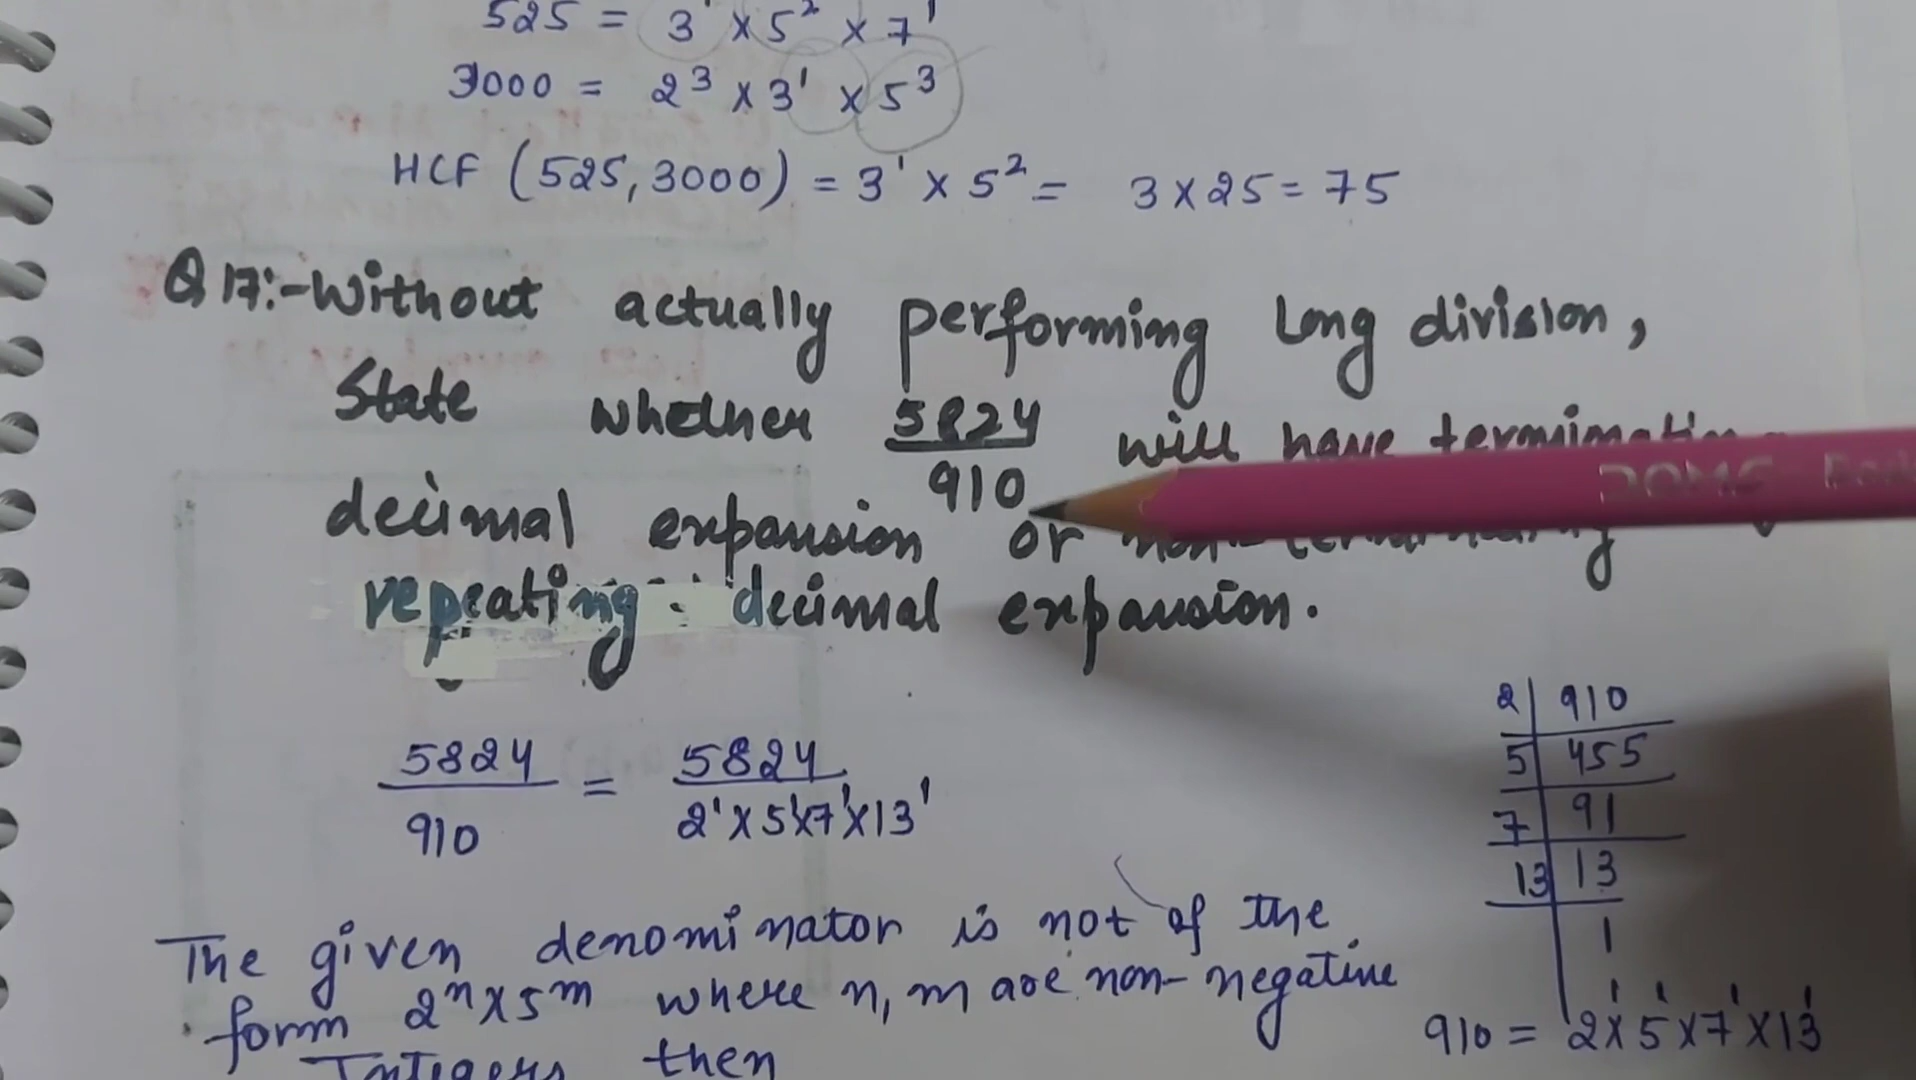 525 = 3¹ × 5² × 7¹
3000 = 2³ × 3¹ × 5³
HCF (525, 3000) = 3¹ × 5² = 3 × 25 = 75
Q 17:- Without actually performing Long division,
State whether 5824/910 will have
decimal expansion or
repeating decimal expansion.
5824/910 = 5824/2¹ × 5¹ × 7¹ × 13¹
2 | 910
5 | 455
7 | 91
13 | 13
1
910 = 2¹ × 5¹ × 7¹ × 13¹
The given denominator is not of the
form 2ⁿ × 5ᵐ where n, m are non-negative
Integers then